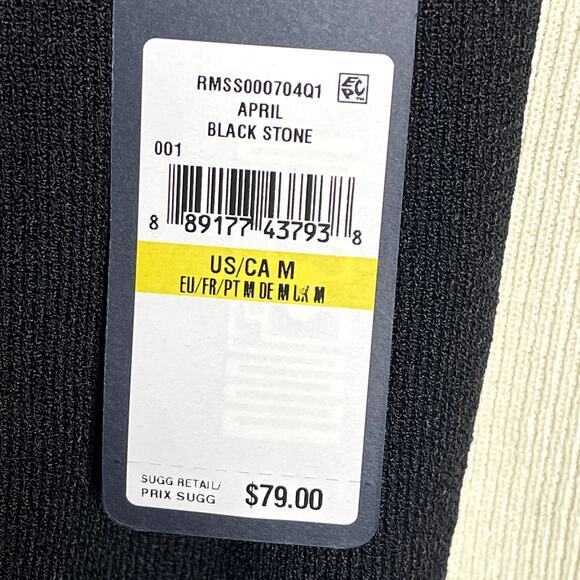 RMSS000704Q1
APRIL
BLACK STONE
001
8 89177 43793 8
US/CA M
EU/FR/PT M DE M UK M
SUGG RETAIL/
PRIX SUGG $79.00